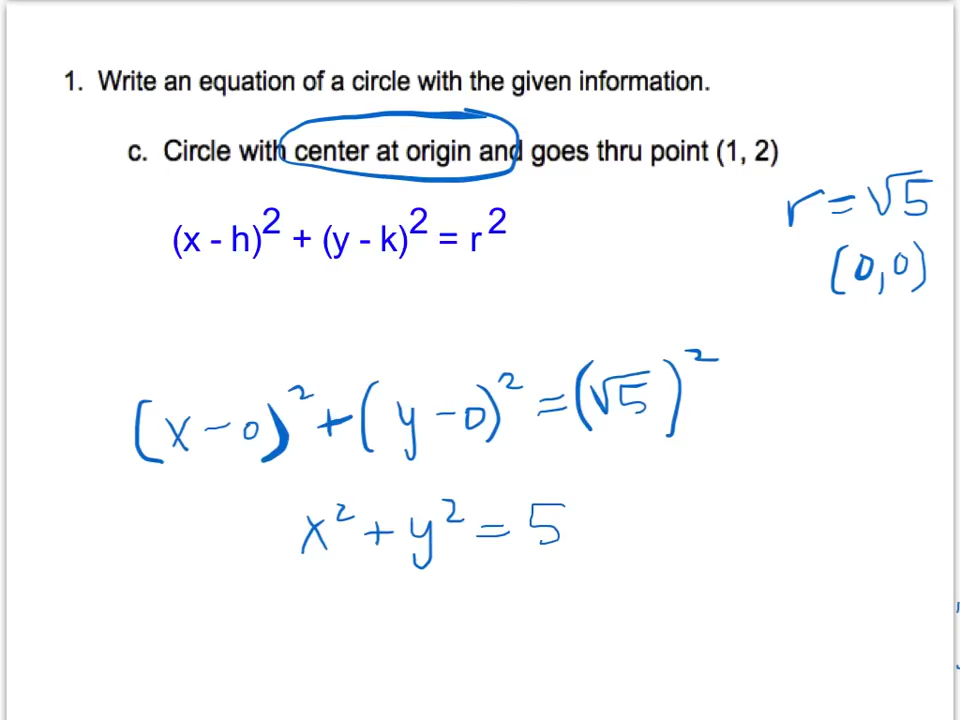 1. Write an equation of a circle with the given information.
c. Circle with center at origin and goes thru point (1, 2)
r = √5
(x - h)² + (y - k)² = r²
(0,0)
(x - 0)² + (y - 0)² = (√5)²
x² + y² = 5